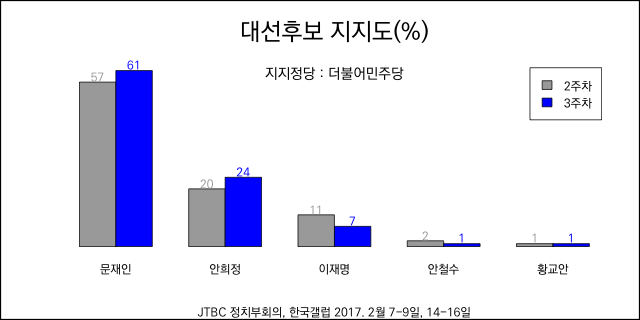 대선후보 지지도(%)
지지정당 : 더불어민주당
2주차
3주차
57 61
20 24
11 7
2 1
1 1
문재인 안희정 이재명 안철수 황교안
JTBC 정치부회의, 한국갤럽 2017. 2월 7-9일, 14-16일